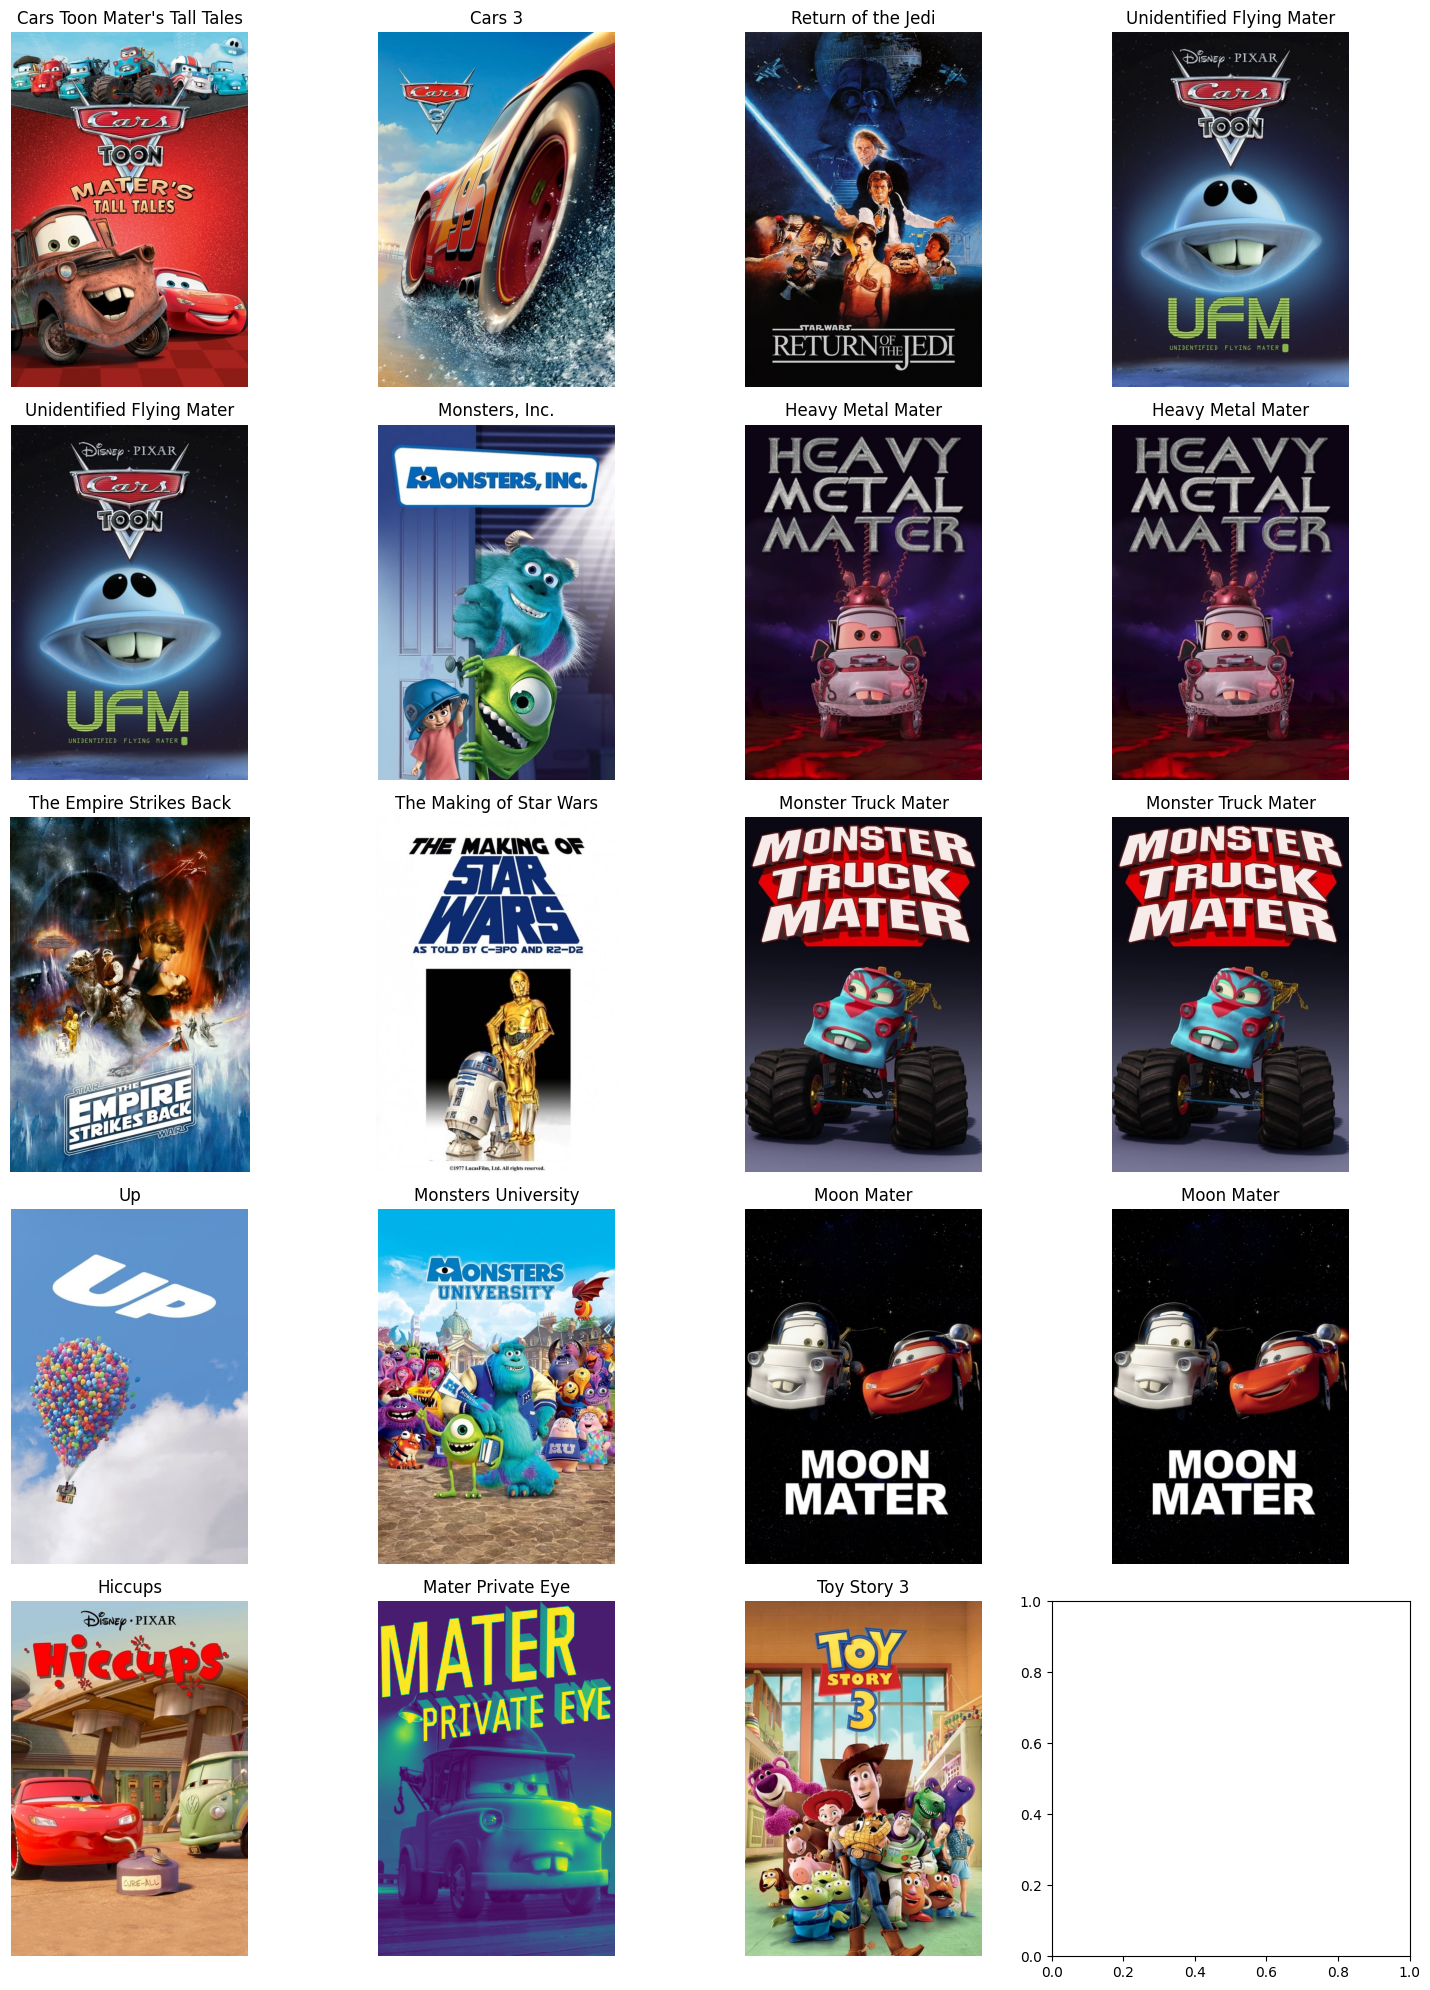 Cars Toon Mater's Tall Tales
Cars 3
Return of the Jedi
Unidentified Flying Mater
Cars
TOON
MATER'S
TALL TALES
Cars
3
95
STAR WARS
RETURN OF THE JEDI
Disney · PIXAR
Cars
TOON
UFM
UNIDENTIFIED FLYING MATER
Unidentified Flying Mater
Monsters, Inc.
Heavy Metal Mater
Heavy Metal Mater
Disney · PIXAR
Cars
TOON
UFM
UNIDENTIFIED FLYING MATER
MONSTERS, INC.
HEAVY
METAL
MATER
HEAVY
METAL
MATER
The Empire Strikes Back
The Making of Star Wars
Monster Truck Mater
Monster Truck Mater
STAR
THE
EMPIRE
STRIKES BACK
WARS
THE MAKING OF
STAR
WARS
AS TOLD BY C-3PO AND R2-D2
©1977 LucasFilm, Ltd. All rights reserved.
MONSTER
TRUCK
MATER
MONSTER
TRUCK
MATER
Up
Monsters University
Moon Mater
Moon Mater
UP
MONSTERS
UNIVERSITY
MU
MOON
MATER
MOON
MATER
Hiccups
Mater Private Eye
Toy Story 3
Disney · PIXAR
Hiccups
CURE-ALL
MATER
PRIVATE EYE
TOY
STORY
3
1.0
0.8
0.6
0.4
0.2
0.0
0.0 0.2 0.4 0.6 0.8 1.0